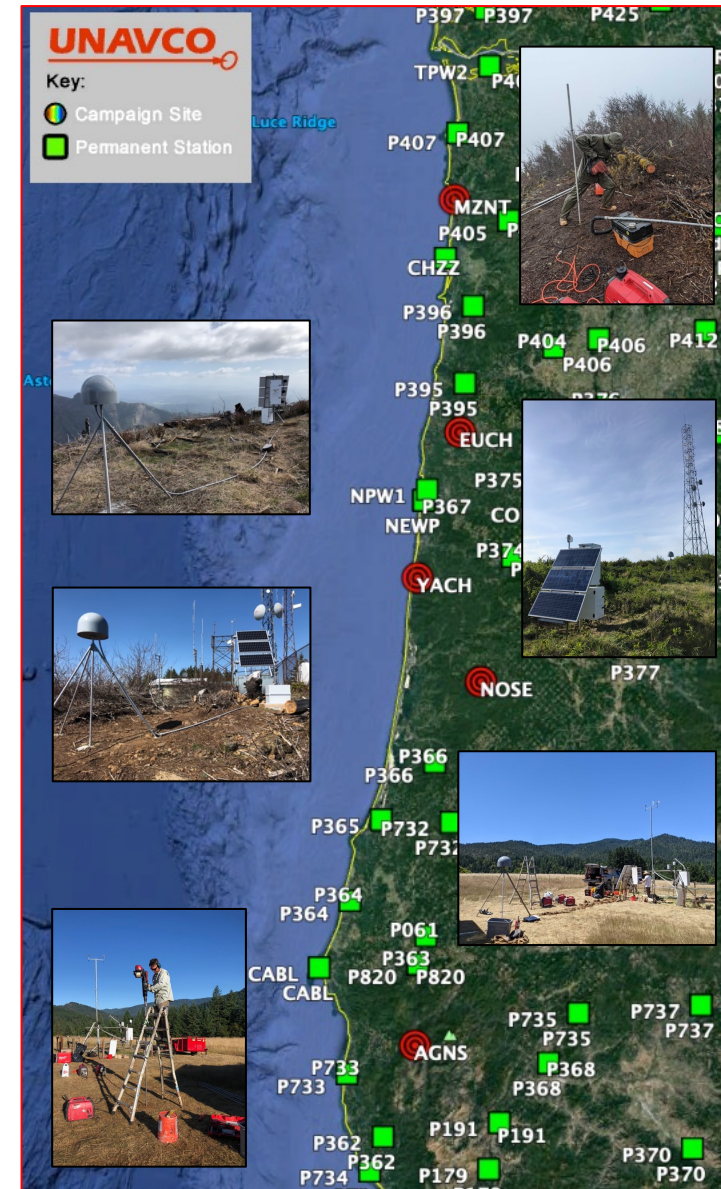 UNAVCO
Key:
Campaign Site
Permanent Station
P397
P397
P425
TPW2
Luce Ridge
P407
P407
MZNT
P405
CHZZ
P396
P396
P404
P406
P406
P412
P395
P395
EUCH
NPW1
P367
NEWP
P375
CO
P374
YACH
NOSE
P377
P366
P366
P365
P732
P364
P364
P061
P363
CABL
CABL
P820
P820
P735
P735
P737
P737
AGNS
P368
P368
P733
P733
P191
P191
P362
P362
P370
P370
P734
P179